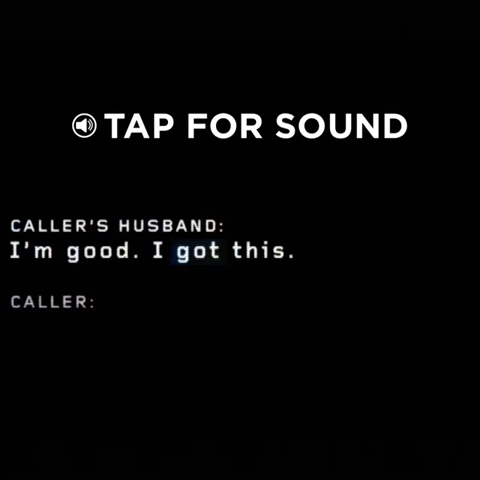 TAP FOR SOUND
CALLER'S HUSBAND:
I'm good. I got this.
CALLER: